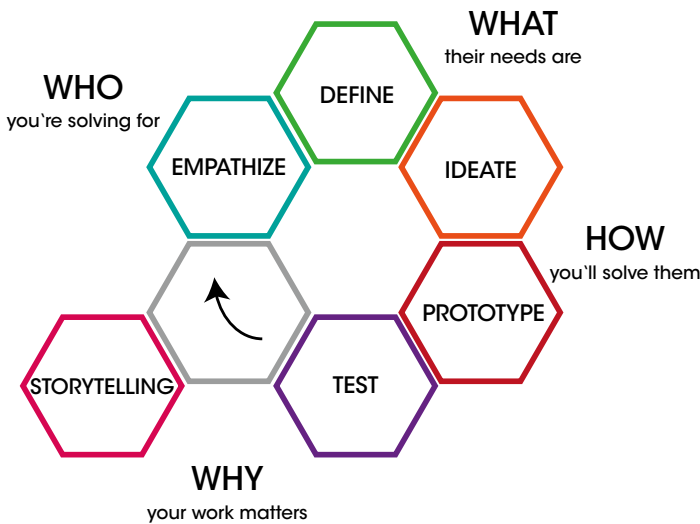 WHAT
their needs are
WHO
you're solving for
DEFINE
EMPATHIZE
IDEATE
HOW
you'll solve them
PROTOTYPE
STORYTELLING
TEST
WHY
your work matters